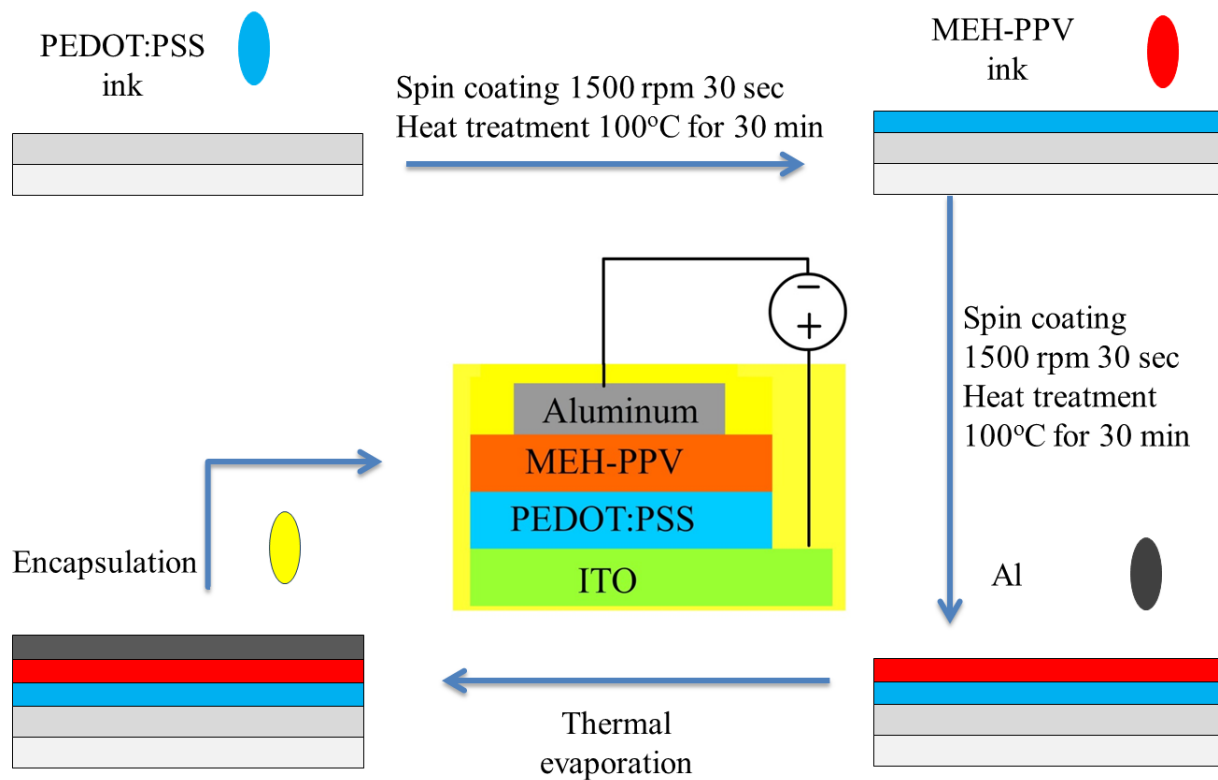 PEDOT:PSS
ink
Spin coating 1500 rpm 30 sec
Heat treatment 100°C for 30 min
MEH-PPV
ink
Spin coating
1500 rpm 30 sec
Heat treatment
100°C for 30 min
−
+
Aluminum
MEH-PPV
PEDOT:PSS
ITO
Encapsulation
Al
Thermal
evaporation